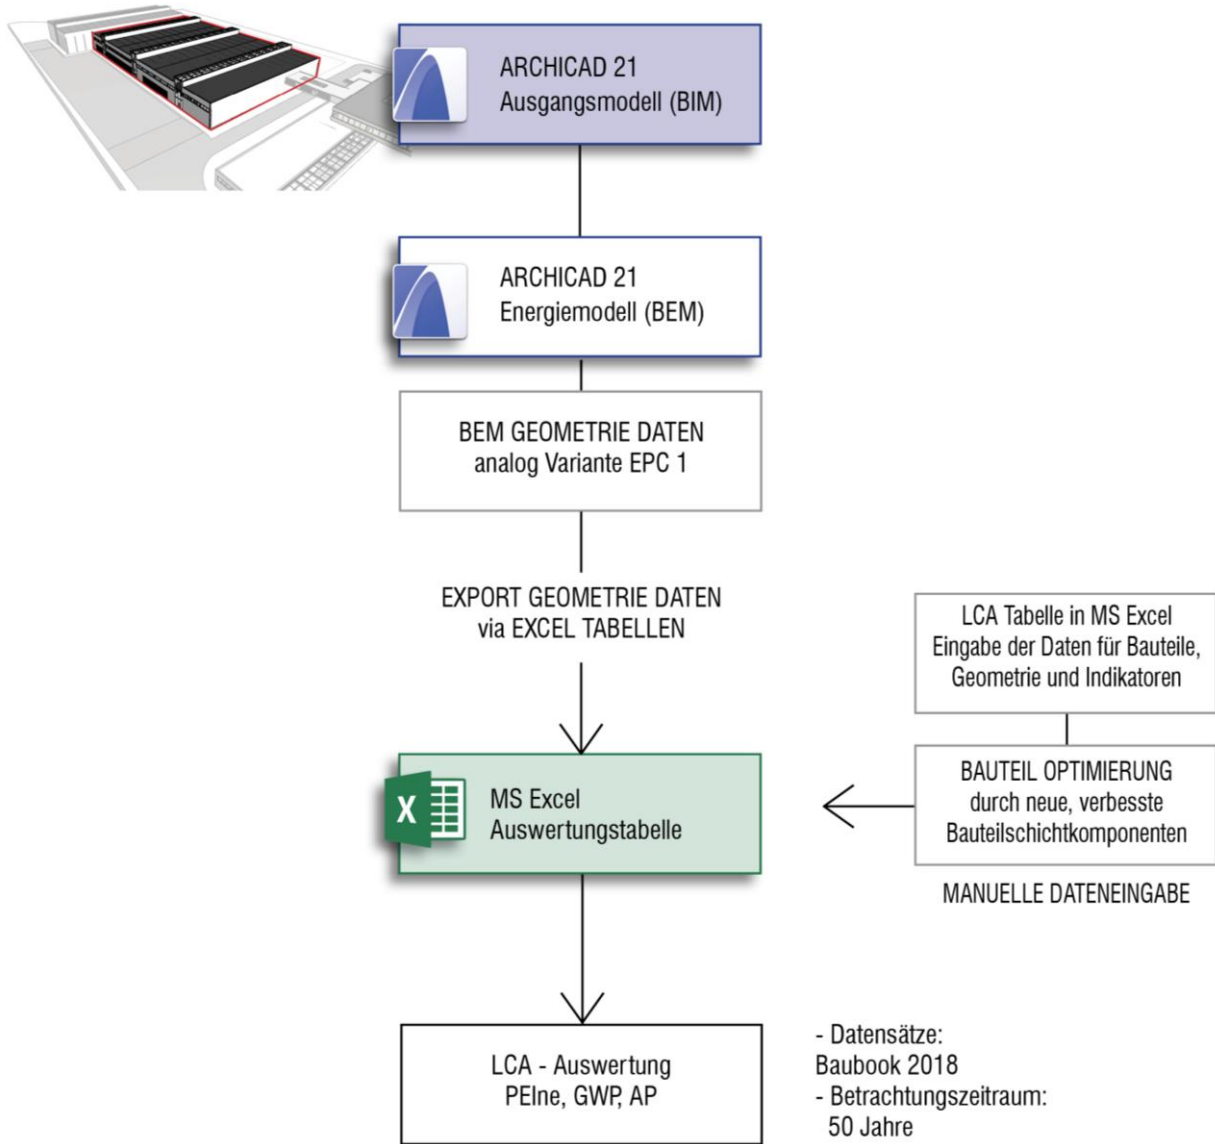 ARCHICAD 21
Ausgangsmodell (BIM)
ARCHICAD 21
Energiemodell (BEM)
BEM GEOMETRIE DATEN
analog Variante EPC 1
EXPORT GEOMETRIE DATEN
via EXCEL TABELLEN
LCA Tabelle in MS Excel
Eingabe der Daten für Bauteile,
Geometrie und Indikatoren
BAUTEIL OPTIMIERUNG
durch neue, verbesste
Bauteilschichtkomponenten
MANUELLE DATENEINGABE
X
MS Excel
Auswertungstabelle
LCA - Auswertung
PEIne, GWP, AP
- Datensätze:
Baubook 2018
- Betrachtungszeitraum:
50 Jahre